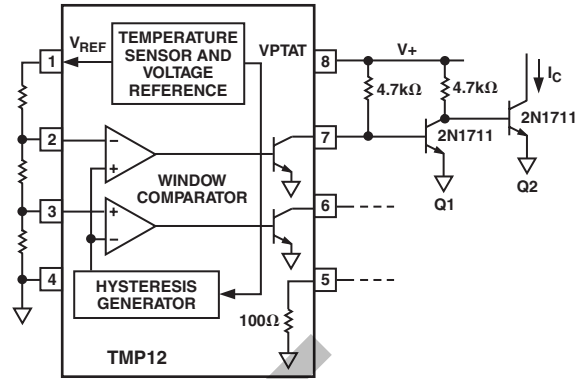 VREF
TEMPERATURE
SENSOR AND
VOLTAGE
REFERENCE
VPTAT
1
8
V+
IC
4.7kΩ
4.7kΩ
2N1711
2N1711
2
7
−
+
WINDOW
COMPARATOR
Q1
Q2
3
6
+
−
4
5
HYSTERESIS
GENERATOR
100Ω
TMP12